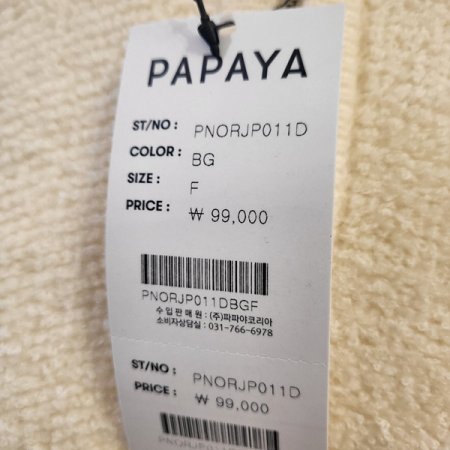 PAPAYA
ST/NO : PNORJP011D
COLOR : BG
SIZE : F
PRICE : ₩ 99,000
PNORJP011DBGF
수 입 판 매 원 : (주)파파야코리아
소비자상담실 : 031-766-6978
ST/NO : PNORJP011D
PRICE : ₩ 99,000